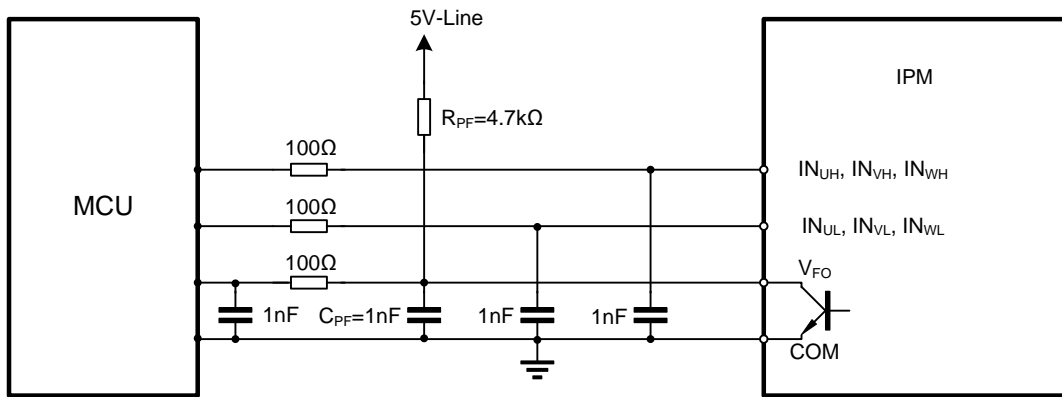 5V-Line
IPM
R_PF=4.7kΩ
100Ω
IN_UH, IN_VH, IN_WH
MCU
100Ω
IN_UL, IN_VL, IN_WL
100Ω
V_FO
1nF
C_PF=1nF
1nF
1nF
COM